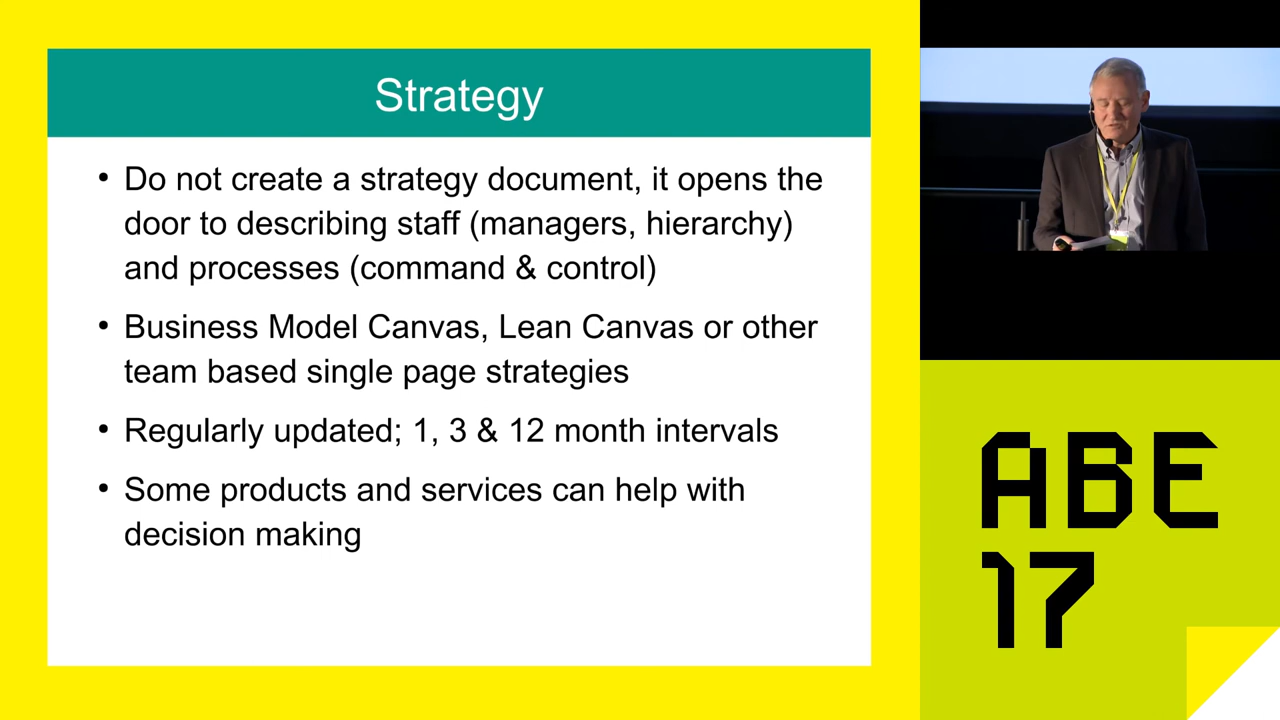 Strategy
• Do not create a strategy document, it opens the
door to describing staff (managers, hierarchy)
and processes (command & control)
• Business Model Canvas, Lean Canvas or other
team based single page strategies
• Regularly updated; 1, 3 & 12 month intervals
• Some products and services can help with
decision making
ABE
17